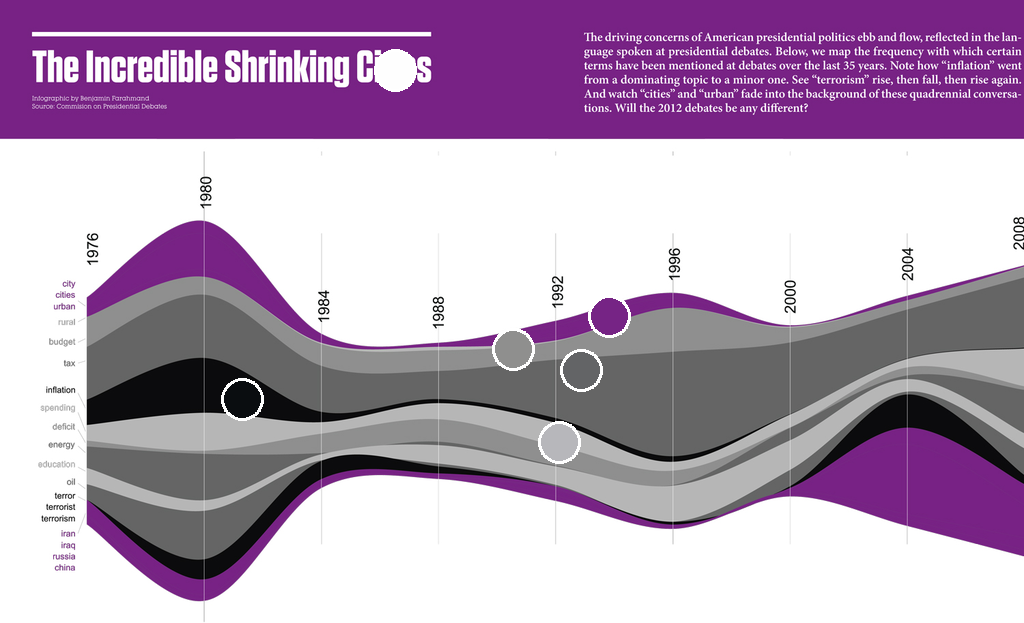 The Incredible Shrinking
Infographic by Benjamin Farahmand
Source: Commision on Presidential Debates
The driving concerns of American presidential politics ebb and flow, reflected in the lan-
guage spoken at presidential debates. Below, we map the frequency with which certain
terms have been mentioned at debates over the last 35 years. Note how “inflation” went
from a dominating topic to a minor one. See “terrorism” rise, then fall, then rise again.
And watch “cities” and “urban” fade into the background of these quadrennial conversa-
tions. Will the 2012 debates be any different?
1976
1980
1984
1988
1992
1996
2000
2004
2008
city
cities
urban
rural
budget
tax
inflation
spending
deficit
energy
education
oil
terror
terrorist
terrorism
iran
iraq
russia
china